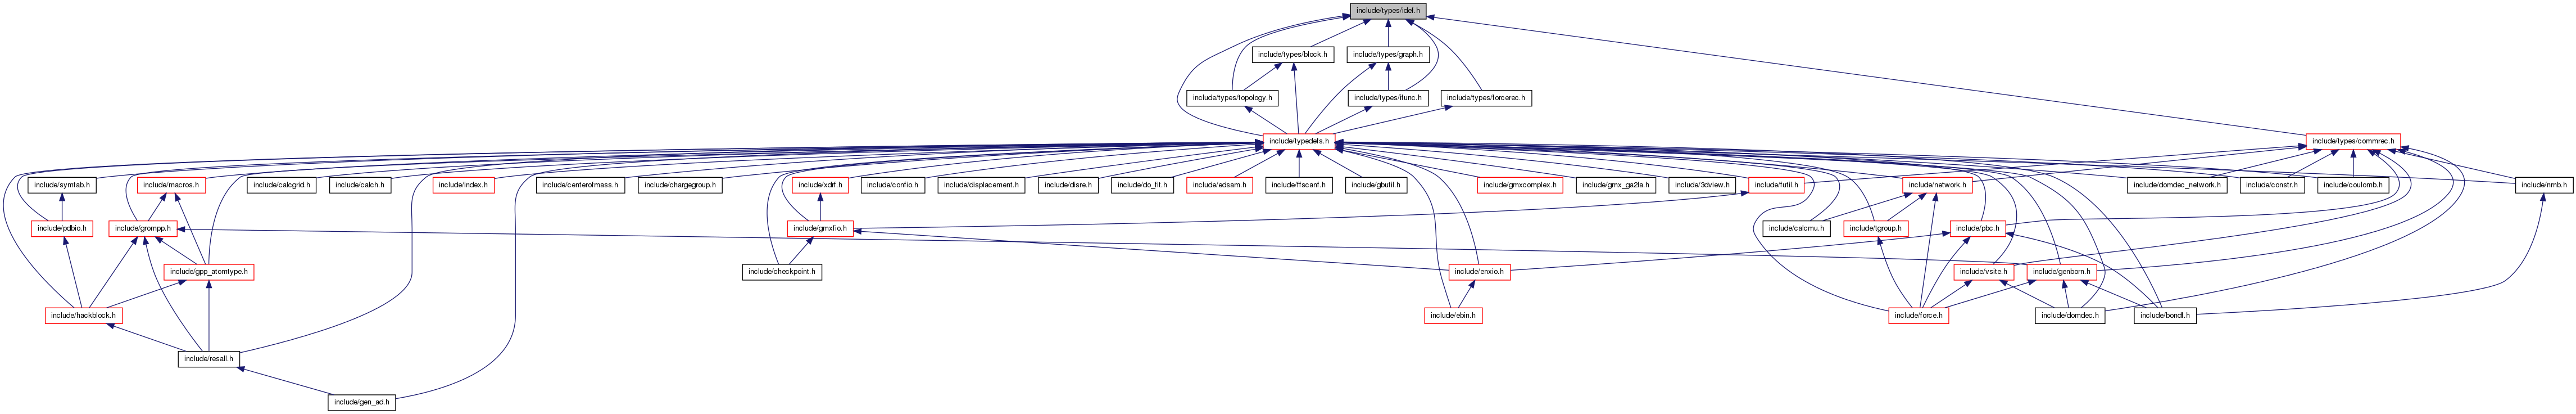 include/types/idef.h
include/types/block.h
include/types/graph.h
include/types/topology.h
include/types/ifunc.h
include/types/forcerec.h
include/typedefs.h
include/types/commrec.h
include/symtab.h
include/macros.h
include/calcgrid.h
include/calch.h
include/index.h
include/centerofmass.h
include/chargegroup.h
include/xdrf.h
include/confio.h
include/displacement.h
include/disre.h
include/do_fit.h
include/edsam.h
include/ffscanf.h
include/gbutil.h
include/gmxcomplex.h
include/gmx_ga2la.h
include/3dview.h
include/futil.h
include/network.h
include/domdec_network.h
include/constr.h
include/coulomb.h
include/nrnb.h
include/pdbio.h
include/grompp.h
include/gmxfio.h
include/calcmu.h
include/tgroup.h
include/pbc.h
include/gpp_atomtype.h
include/checkpoint.h
include/enxio.h
include/vsite.h
include/genborn.h
include/hackblock.h
include/ebin.h
include/force.h
include/domdec.h
include/bondf.h
include/resall.h
include/gen_ad.h